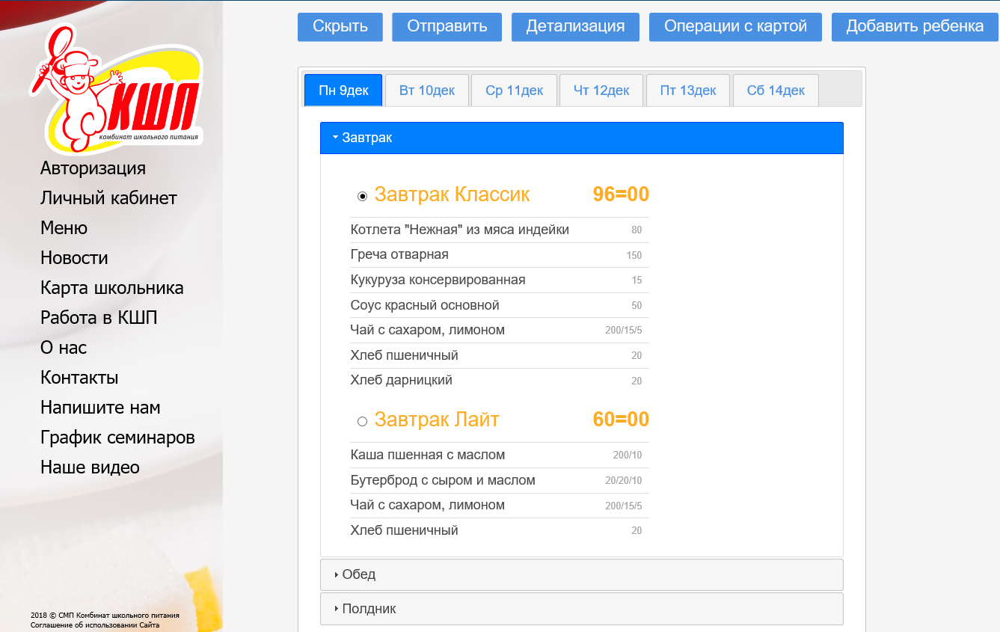 КШП
комбинат школьного питания
Авторизация
Личный кабинет
Меню
Новости
Карта школьника
Работа в КШП
О нас
Контакты
Напишите нам
График семинаров
Наше видео
2018 © СМП Комбинат школьного питания
Соглашение об использовании Сайта
Скрыть Отправить Детализация Операции с картой Добавить ребенка
Пн 9дек Вт 10дек Ср 11дек Чт 12дек Пт 13дек Сб 14дек
Завтрак
Завтрак Классик 96=00
Котлета "Нежная" из мяса индейки 80
Греча отварная 150
Кукуруза консервированная 15
Соус красный основной 50
Чай с сахаром, лимоном 200/15/5
Хлеб пшеничный 20
Хлеб дарницкий 20
Завтрак Лайт 60=00
Каша пшенная с маслом 200/10
Бутерброд с сыром и маслом 20/20/10
Чай с сахаром, лимоном 200/15/5
Хлеб пшеничный 20
Обед
Полдник